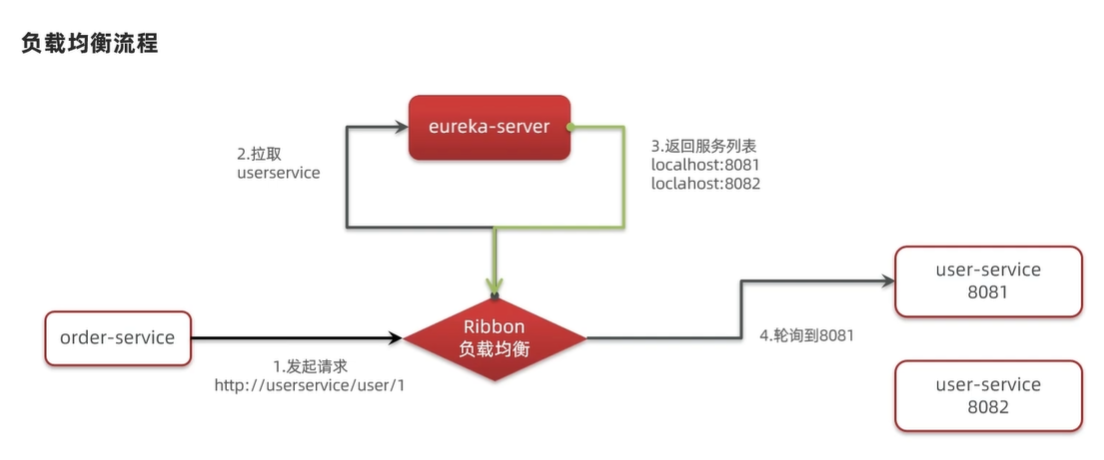 负载均衡流程
eureka-server
2.拉取
userservice
3.返回服务列表
localhost:8081
loclahost:8082
order-service
1.发起请求
http://userservice/user/1
Ribbon
负载均衡
4.轮询到8081
user-service
8081
user-service
8082